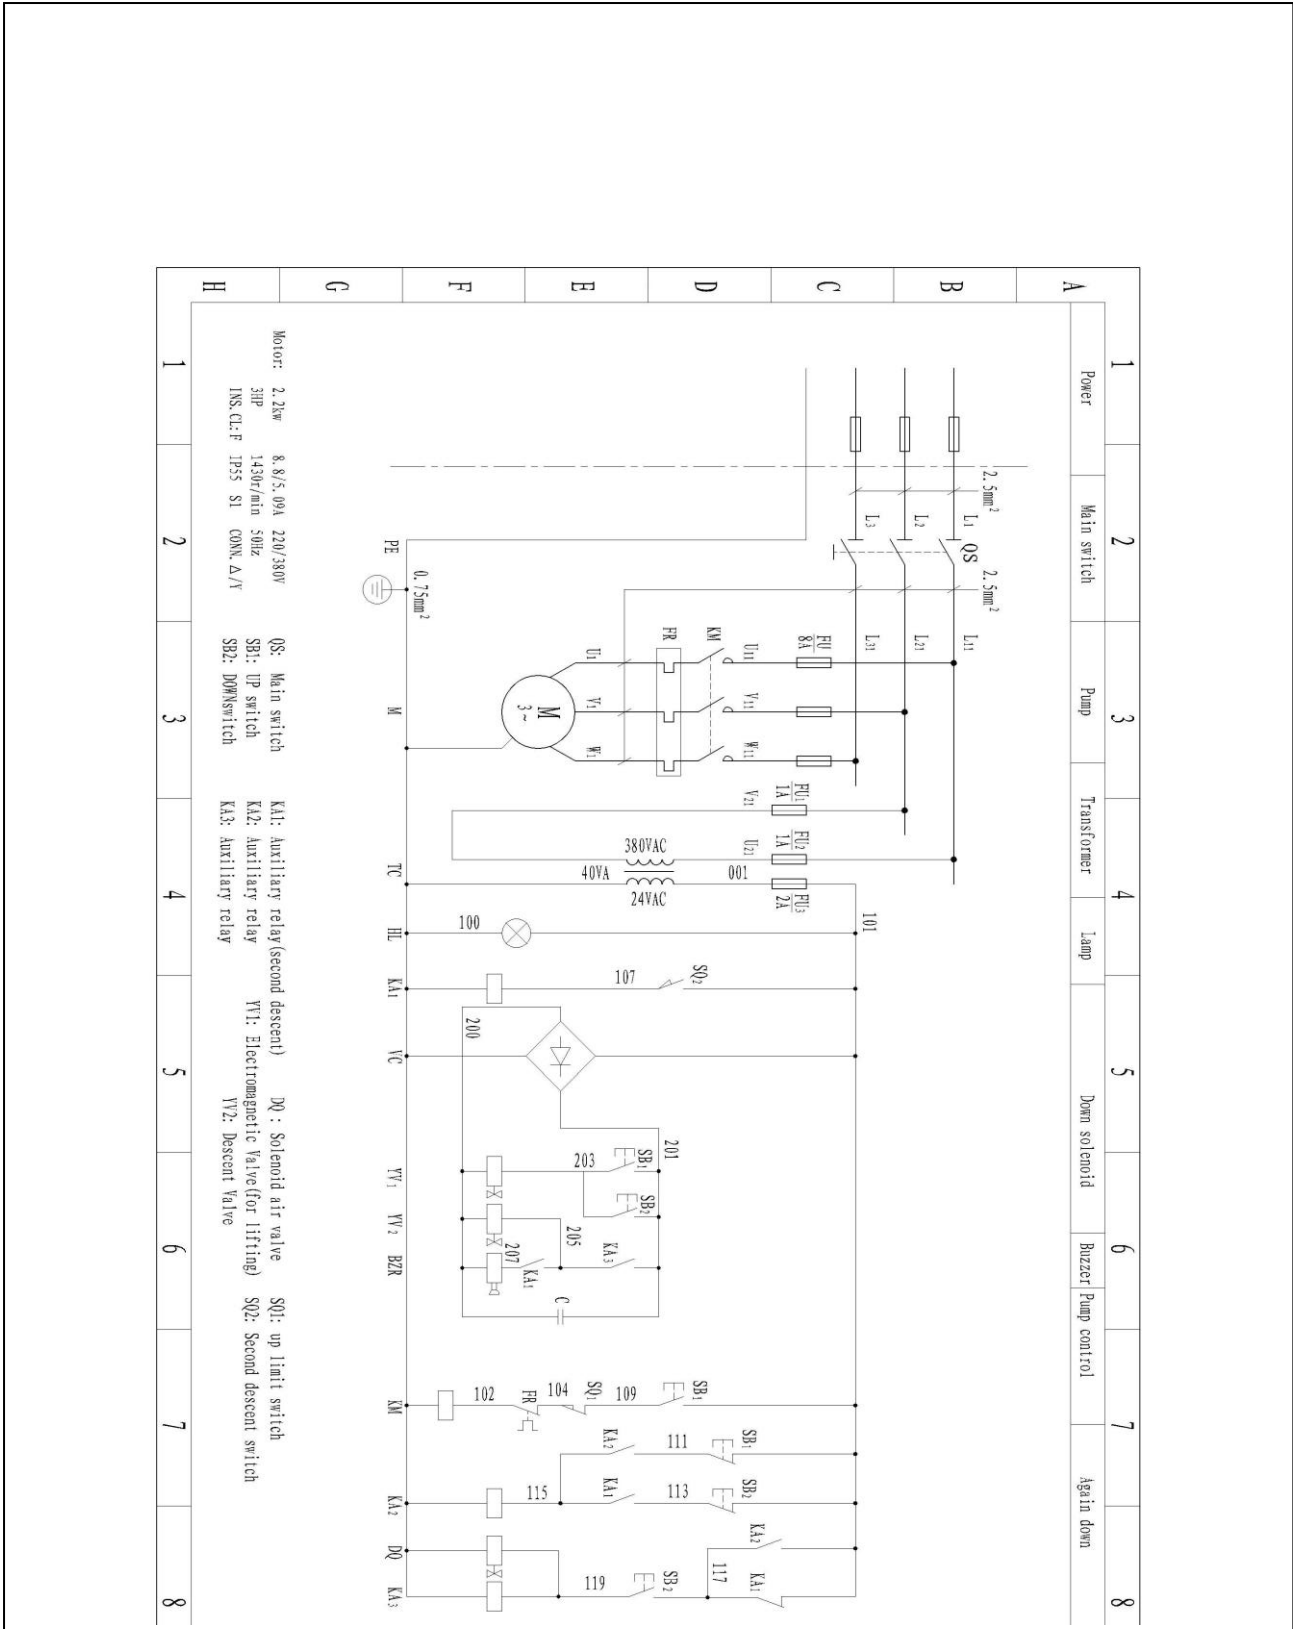 1
2
3
4
5
6
7
8
Power
Main switch
Pump
Transformer
Lamp
Down solenoid
Buzzer
Pump control
Again down
A
B
C
D
E
F
G
H
2.5mm²
2.5mm²
L1
L2
L3
QS
L11
L21
L31
FU
8A
U11
V11
W11
KM
FR
U1
V1
W1
M
3~
FU1
1A
FU2
1A
FU3
2A
V21
U21
001
101
380VAC
40VA
24VAC
100
107
SQ2
200
201
203
SB1
SB2
205
KA3
207
KA1
C
SB1
109
SQ1
104
FR
102
SB1
111
KA2
SB2
113
KA1
115
KA2
KA1
117
SB2
119
PE
0.75mm²
M
TC
HL
KA1
VC
YV1
YV2
BZR
KM
KA2
DQ
KA3
Motor: 2.2kw 8.8/5.09A 220/380V
3HP 1430r/min 50Hz
INS.CL:F IP55 S1 CONN.△/Y
QS: Main switch
SB1: UP switch
SB2: DOWNswitch
KA1: Auxiliary relay(second descent)
KA2: Auxiliary relay
KA3: Auxiliary relay
DQ : Solenoid air valve
YV1: Electromagnetic Valve(for lifting)
YV2: Descent Valve
SQ1: up limit switch
SQ2: Second descent switch
1
2
3
4
5
6
7
8